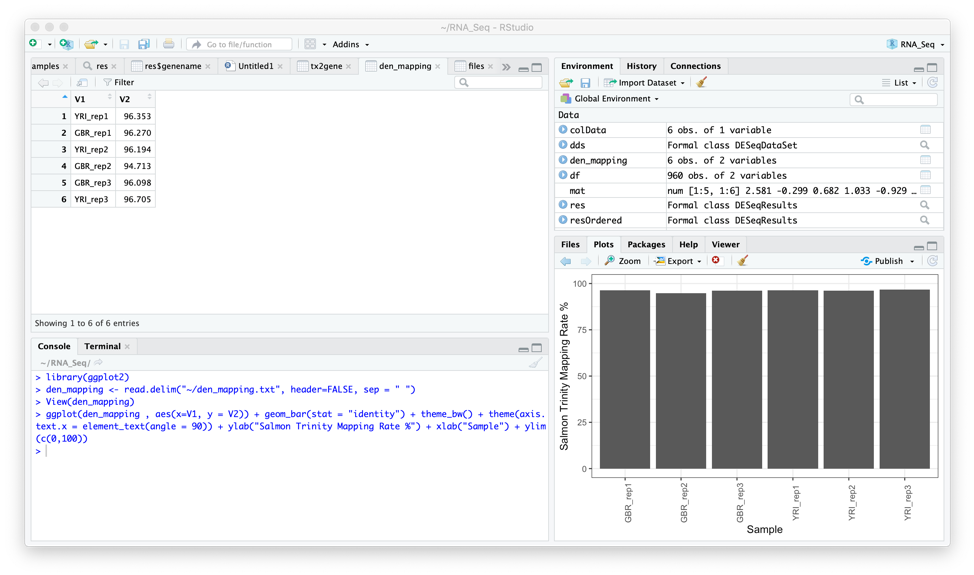 ~/RNA_Seq - RStudio
Go to file/function Addins RNA_Seq
amples res res$genename Untitled1 tx2gene den_mapping files
Filter
V1 V2
1 YRI_rep1 96.353
2 GBR_rep1 96.270
3 YRI_rep2 96.194
4 GBR_rep2 94.713
5 GBR_rep3 96.098
6 YRI_rep3 96.705
Showing 1 to 6 of 6 entries
Console Terminal
~/RNA_Seq/
> library(ggplot2)
> den_mapping <- read.delim("~/den_mapping.txt", header=FALSE, sep = " ")
> View(den_mapping)
> ggplot(den_mapping , aes(x=V1, y = V2)) + geom_bar(stat = "identity") + theme_bw() + theme(axis.
text.x = element_text(angle = 90)) + ylab("Salmon Trinity Mapping Rate %") + xlab("Sample") + ylim
(c(0,100))
>
Environment History Connections
Import Dataset List
Global Environment
Data
colData 6 obs. of 1 variable
dds Formal class DESeqDataSet
den_mapping 6 obs. of 2 variables
df 960 obs. of 2 variables
mat num [1:5, 1:6] 2.581 -0.299 0.682 1.033 -0.929 …
res Formal class DESeqResults
resOrdered Formal class DESeqResults
Files Plots Packages Help Viewer
Zoom Export Publish
Salmon Trinity Mapping Rate %
100
75
50
25
0
GBR_rep1
GBR_rep2
GBR_rep3
YRI_rep1
YRI_rep2
YRI_rep3
Sample